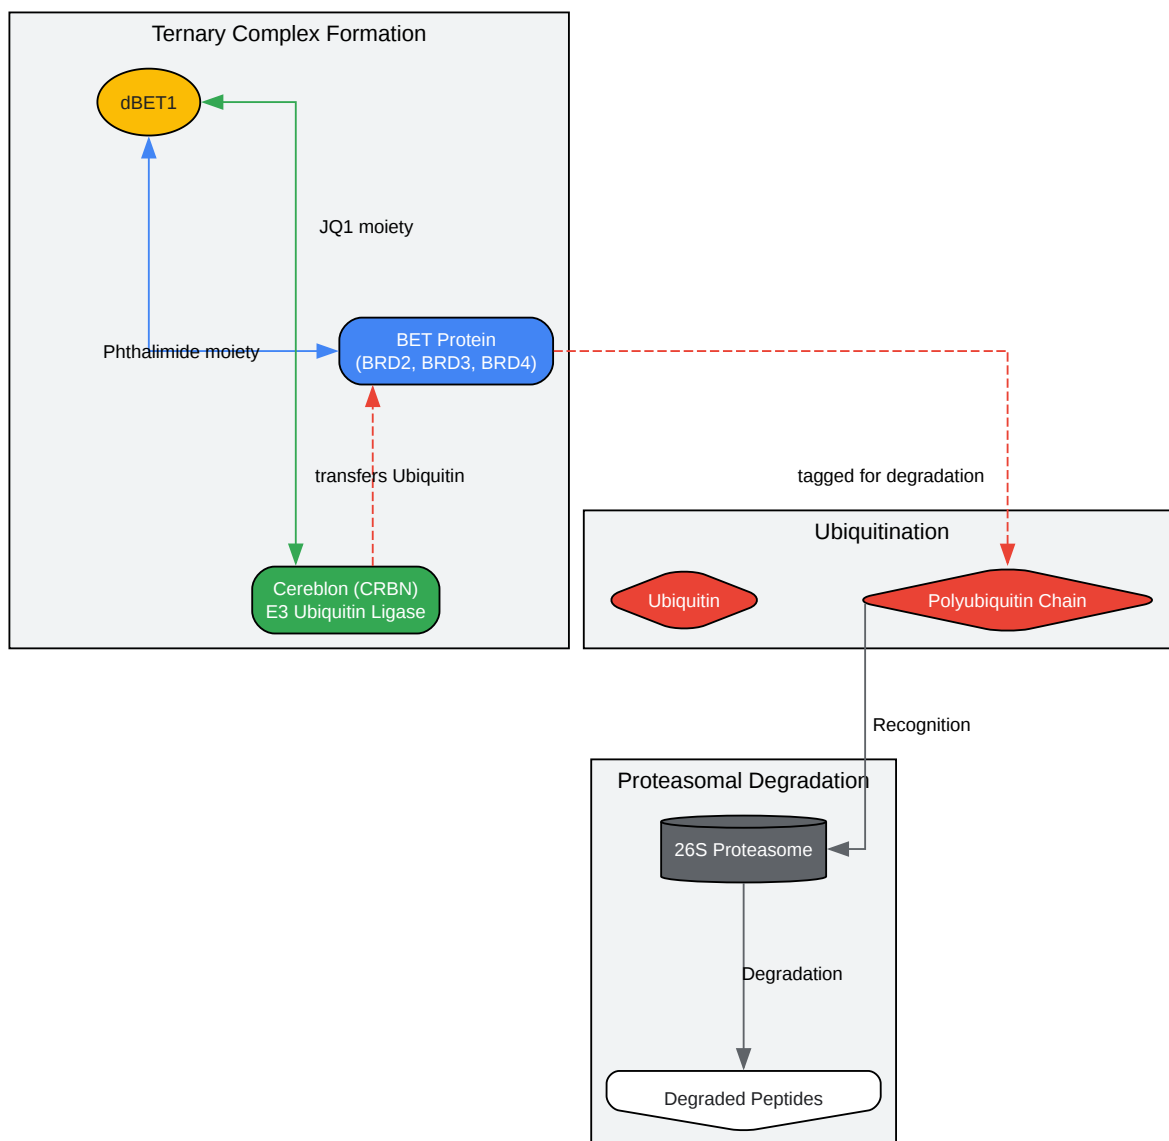 Ternary Complex Formation
dBET1
JQ1 moiety
Phthalimide moiety
BET Protein
(BRD2, BRD3, BRD4)
transfers Ubiquitin
tagged for degradation
Cereblon (CRBN)
E3 Ubiquitin Ligase
Ubiquitination
Ubiquitin
Polyubiquitin Chain
Recognition
Proteasomal Degradation
26S Proteasome
Degradation
Degraded Peptides